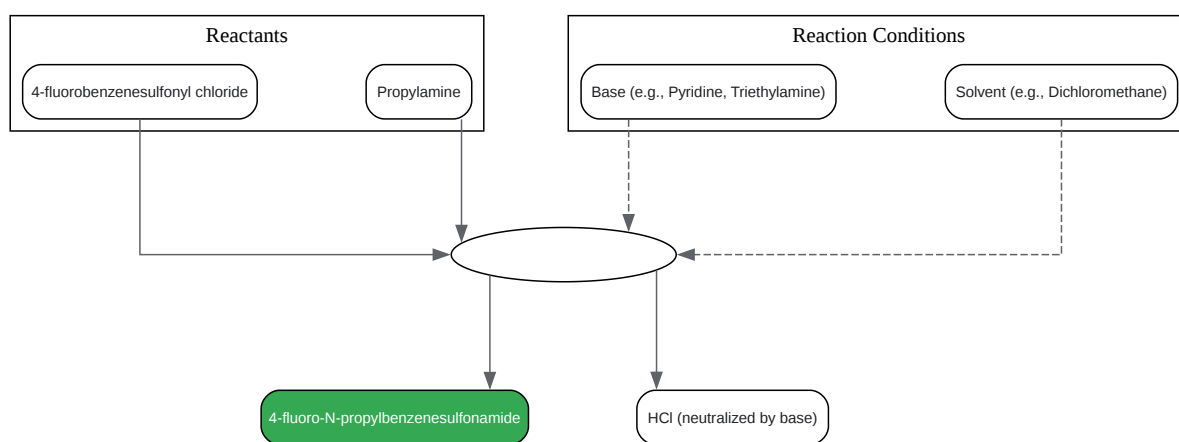 Reactants
Reaction Conditions
4-fluorobenzenesulfonyl chloride
Propylamine
Base (e.g., Pyridine, Triethylamine)
Solvent (e.g., Dichloromethane)
4-fluoro-N-propylbenzenesulfonamide
HCl (neutralized by base)